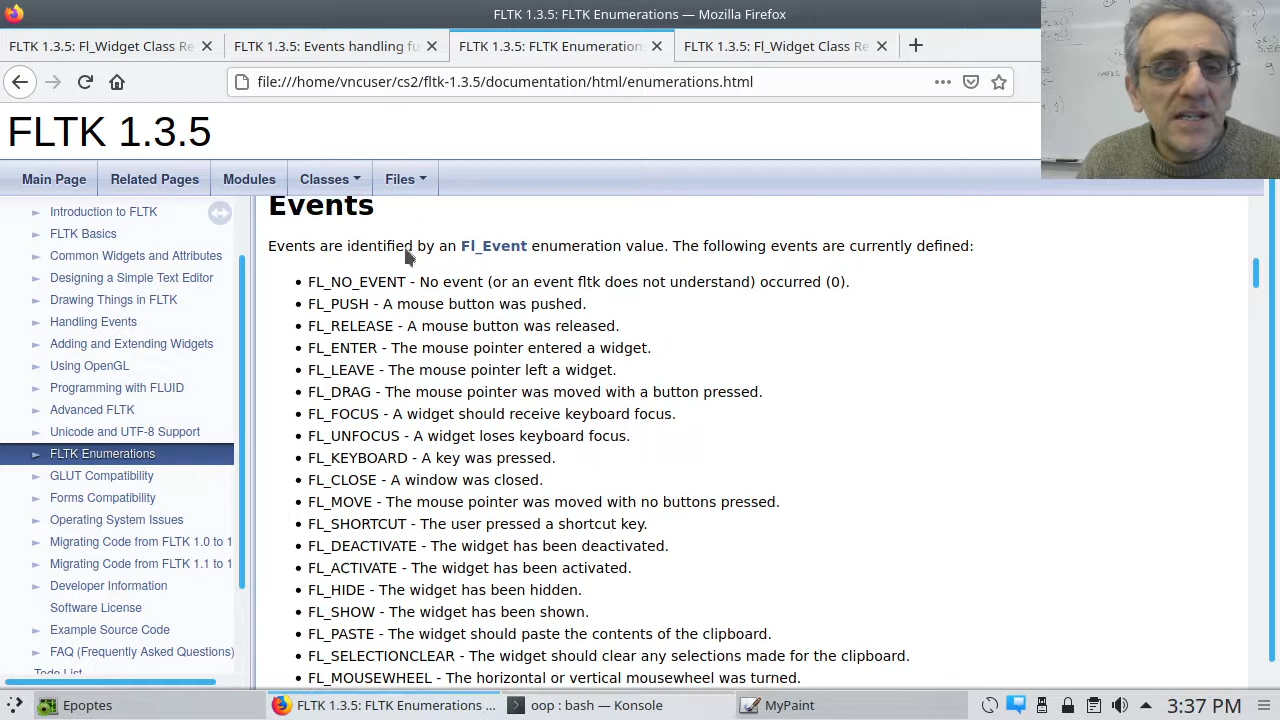 FLTK 1.3.5: FLTK Enumerations — Mozilla Firefox
FLTK 1.3.5: Fl_Widget Class Re
FLTK 1.3.5: Events handling fu
FLTK 1.3.5: FLTK Enumeration
FLTK 1.3.5: Fl_Widget Class Re
file:///home/vncuser/cs2/fltk-1.3.5/documentation/html/enumerations.html
FLTK 1.3.5
Main Page Related Pages Modules Classes Files
Introduction to FLTK
FLTK Basics
Common Widgets and Attributes
Designing a Simple Text Editor
Drawing Things in FLTK
Handling Events
Adding and Extending Widgets
Using OpenGL
Programming with FLUID
Advanced FLTK
Unicode and UTF-8 Support
FLTK Enumerations
GLUT Compatibility
Forms Compatibility
Operating System Issues
Migrating Code from FLTK 1.0 to 1
Migrating Code from FLTK 1.1 to 1
Developer Information
Software License
Example Source Code
FAQ (Frequently Asked Questions)
Todo List
Events
Events are identified by an Fl_Event enumeration value. The following events are currently defined:
• FL_NO_EVENT - No event (or an event fltk does not understand) occurred (0).
• FL_PUSH - A mouse button was pushed.
• FL_RELEASE - A mouse button was released.
• FL_ENTER - The mouse pointer entered a widget.
• FL_LEAVE - The mouse pointer left a widget.
• FL_DRAG - The mouse pointer was moved with a button pressed.
• FL_FOCUS - A widget should receive keyboard focus.
• FL_UNFOCUS - A widget loses keyboard focus.
• FL_KEYBOARD - A key was pressed.
• FL_CLOSE - A window was closed.
• FL_MOVE - The mouse pointer was moved with no buttons pressed.
• FL_SHORTCUT - The user pressed a shortcut key.
• FL_DEACTIVATE - The widget has been deactivated.
• FL_ACTIVATE - The widget has been activated.
• FL_HIDE - The widget has been hidden.
• FL_SHOW - The widget has been shown.
• FL_PASTE - The widget should paste the contents of the clipboard.
• FL_SELECTIONCLEAR - The widget should clear any selections made for the clipboard.
• FL_MOUSEWHEEL - The horizontal or vertical mousewheel was turned.
Epoptes
FLTK 1.3.5: FLTK Enumerations ...
oop : bash — Konsole
MyPaint
3:37 PM